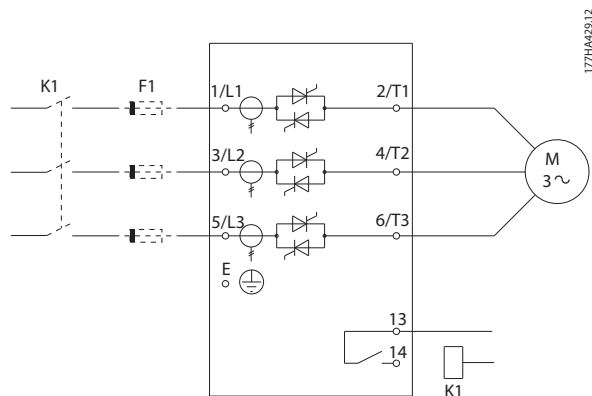 177HA429.12
K1
F1
1/L1
2/T1
3/L2
4/T2
M
3~
5/L3
6/T3
E
13
14
K1